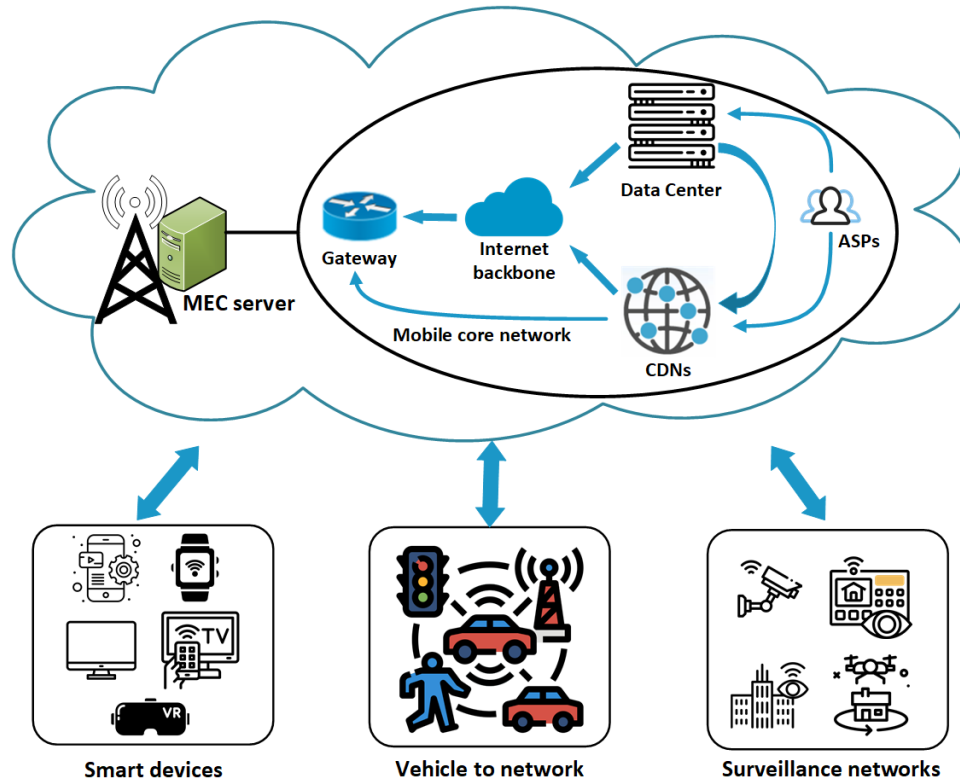 Data Center
ASPs
Gateway
Internet
backbone
MEC server
Mobile core network
CDNs
TV
VR
Smart devices
Vehicle to network
Surveillance networks